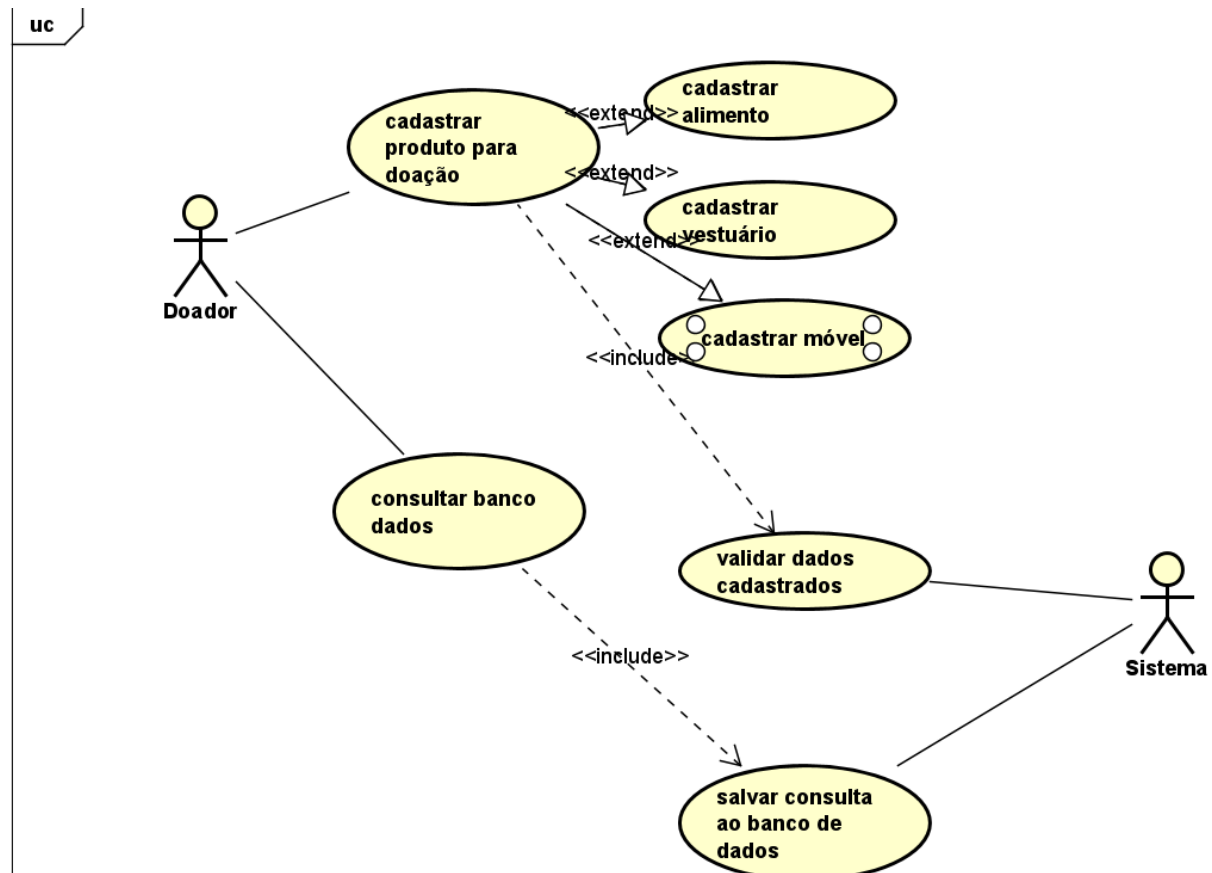 uc
cadastrar
produto para
doação
<<extend>>
cadastrar
alimento
<<extend>>
cadastrar
vestuário
<<extend>>
cadastrar móvel
Doador
<<include>>
consultar banco
dados
validar dados
cadastrados
Sistema
<<include>>
salvar consulta
ao banco de
dados